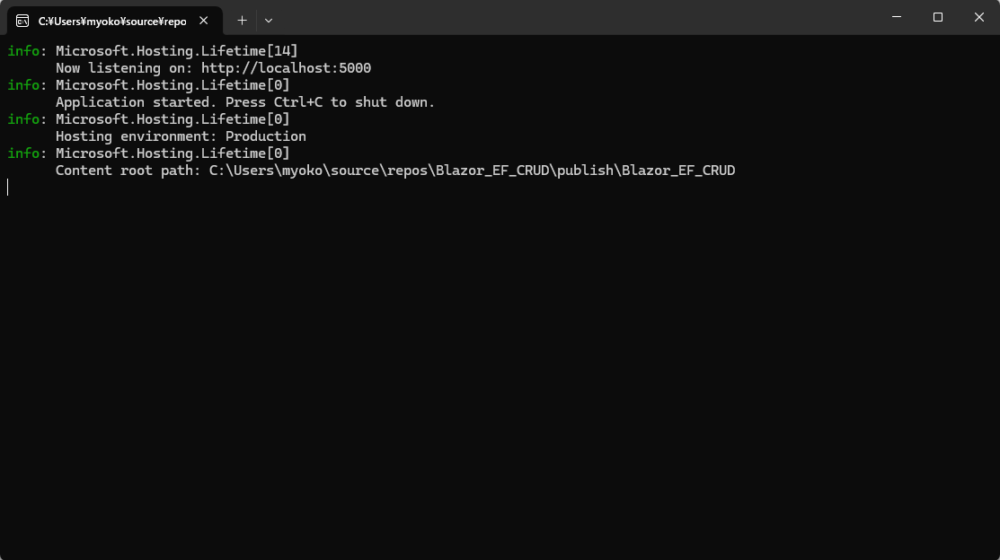 C:¥Users¥myoko¥source¥repo
info: Microsoft.Hosting.Lifetime[14]
      Now listening on: http://localhost:5000
info: Microsoft.Hosting.Lifetime[0]
      Application started. Press Ctrl+C to shut down.
info: Microsoft.Hosting.Lifetime[0]
      Hosting environment: Production
info: Microsoft.Hosting.Lifetime[0]
      Content root path: C:\Users\myoko\source\repos\Blazor_EF_CRUD\publish\Blazor_EF_CRUD